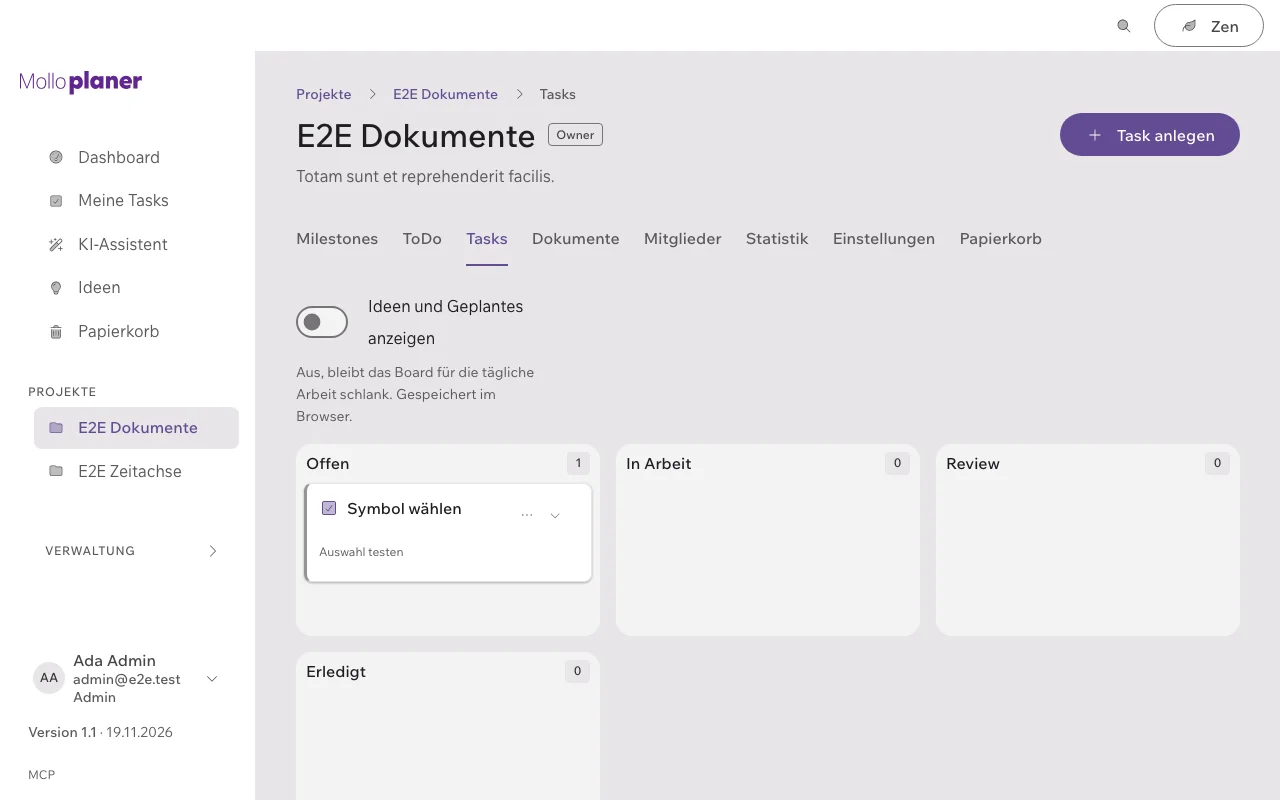 Zen
Molloplaner
Dashboard
Meine Tasks
KI-Assistent
Ideen
Papierkorb
PROJEKTE
E2E Dokumente
E2E Zeitachse
VERWALTUNG
AA
Ada Admin
admin@e2e.test
Admin
Version 1.1 · 19.11.2026
MCP
Projekte > E2E Dokumente > Tasks
E2E Dokumente Owner
Task anlegen
Totam sunt et reprehenderit facilis.
Milestones ToDo Tasks Dokumente Mitglieder Statistik Einstellungen Papierkorb
Ideen und Geplantes
anzeigen
Aus, bleibt das Board für die tägliche
Arbeit schlank. Gespeichert im
Browser.
Offen 1
Symbol wählen ...
Auswahl testen
In Arbeit 0
Review 0
Erledigt 0